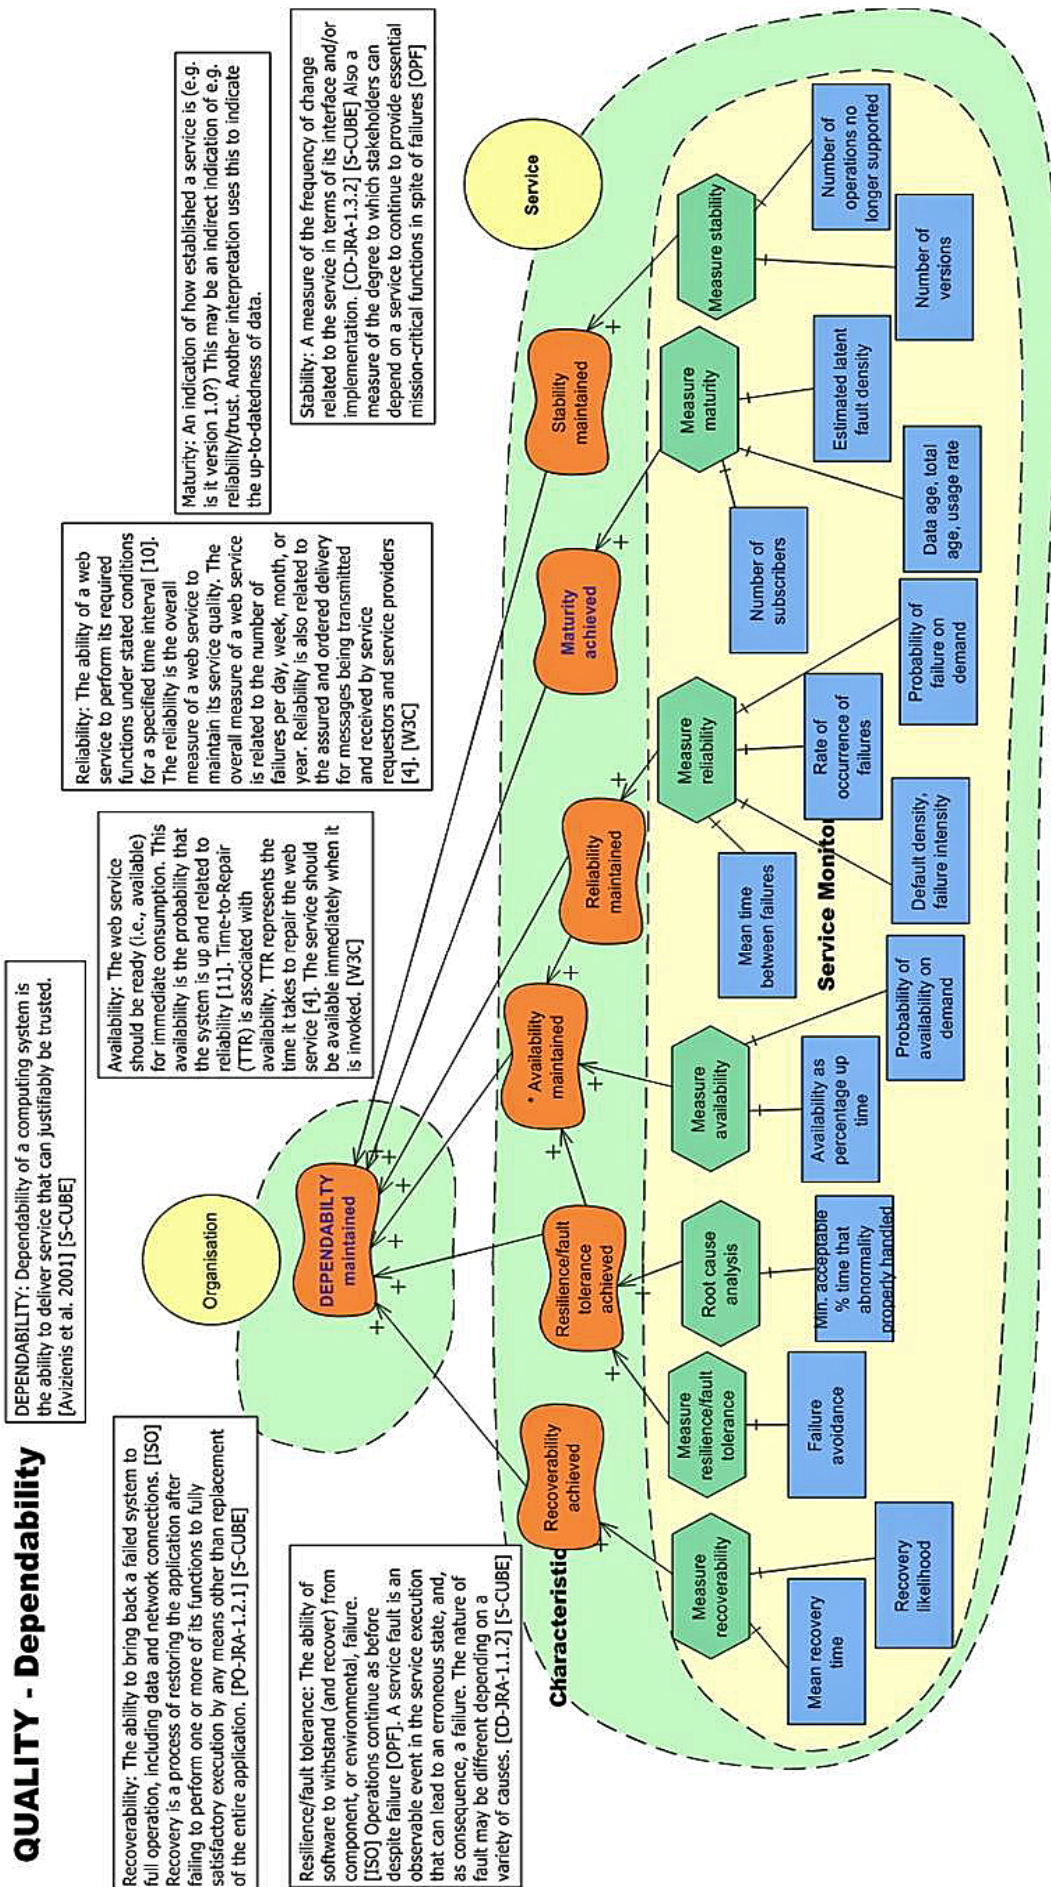 QUALITY - Dependability
DEPENDABILITY: Dependability of a computing system is
the ability to deliver service that can justifiably be trusted.
[Avizienis et al. 2001] [S-CUBE]
Recoverability: The ability to bring back a failed system to
full operation, including data and network connections. [ISO]
Recovery is a process of restoring the application after
failing to perform one or more of its functions to fully
satisfactory execution by any means other than replacement
of the entire application. [PO-JRA-1.2.1] [S-CUBE]
Resilience/fault tolerance: The ability of
software to withstand (and recover) from
component, or environmental, failure.
[ISO] Operations continue as before
despite failure [OPF]. A service fault is an
observable event in the service execution
that can lead to an erroneous state, and,
as consequence, a failure. The nature of
fault may be different depending on a
variety of causes. [CD-JRA-1.1.2] [S-CUBE]
Availability: The web service
should be ready (i.e., available)
for immediate consumption. This
availability is the probability that
the system is up and related to
reliability [11]. Time-to-Repair
(TTR) is associated with
availability. TTR represents the
time it takes to repair the web
service [4]. The service should
be available immediately when it
is invoked. [W3C]
Reliability: The ability of a web
service to perform its required
functions under stated conditions
for a specified time interval [10].
The reliability is the overall
measure of a web service to
maintain its service quality. The
overall measure of a web service
is related to the number of
failures per day, week, month, or
year. Reliability is also related to
the assured and ordered delivery
for messages being transmitted
and received by service
requestors and service providers
[4]. [W3C]
Maturity: An indication of how established a service is (e.g.
is it version 1.0?) This may be an indirect indication of e.g.
reliability/trust. Another interpretation uses this to indicate
the up-to-datedness of data.
Stability: A measure of the frequency of change
related to the service in terms of its interface and/or
implementation. [CD-JRA-1.3.2] [S-CUBE] Also a
measure of the degree to which stakeholders can
depend on a service to continue to provide essential
mission-critical functions in spite of failures [OPF]
Organisation
DEPENDABILTY
maintained
Service
Characteristic
Recoverability
achieved
Resilience/fault
tolerance
achieved
* Availability
maintained
Reliability
maintained
Maturity
achieved
Stability
maintained
Measure
recoverability
Measure
resilience/fault
tolerance
Root cause
analysis
Measure
availability
Measure
reliability
Measure
maturity
Measure stability
Service Monitor
Mean recovery
time
Recovery
likelihood
Failure
avoidance
Min. acceptable
% time that
abnormality
properly handled
Availability as
percentage up
time
Probability of
availability on
demand
Mean time
between failures
Default density,
failure intensity
Rate of
occurrence of
failures
Probability of
failure on
demand
Number of
subscribers
Data age, total
age, usage rate
Estimated latent
fault density
Number of
versions
Number of
operations no
longer supported